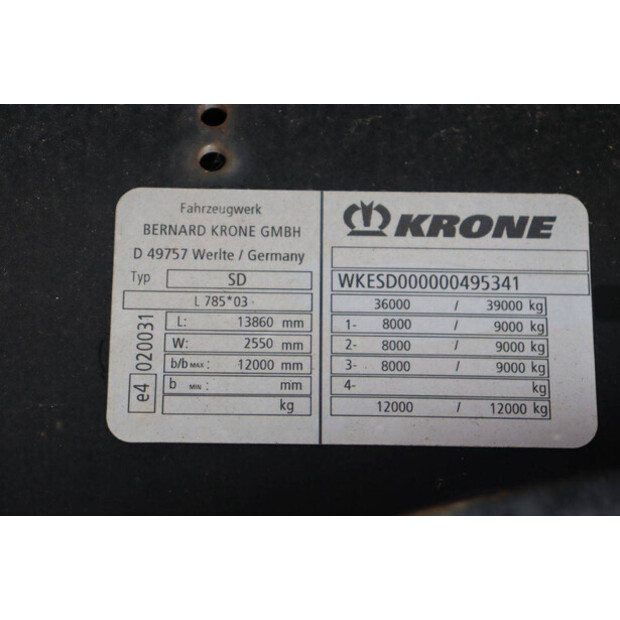 Fahrzeugwerk
BERNARD KRONE GMBH
D 49757 Werlte / Germany
Typ SD
L 785*03
L: 13860 mm
W: 2550 mm
b/b MAX: 12000 mm
b MIN: mm
kg
e4 020031
KRONE
WKESD000000495341
36000 / 39000 kg
1- 8000 / 9000 kg
2- 8000 / 9000 kg
3- 8000 / 9000 kg
4- kg
12000 / 12000 kg